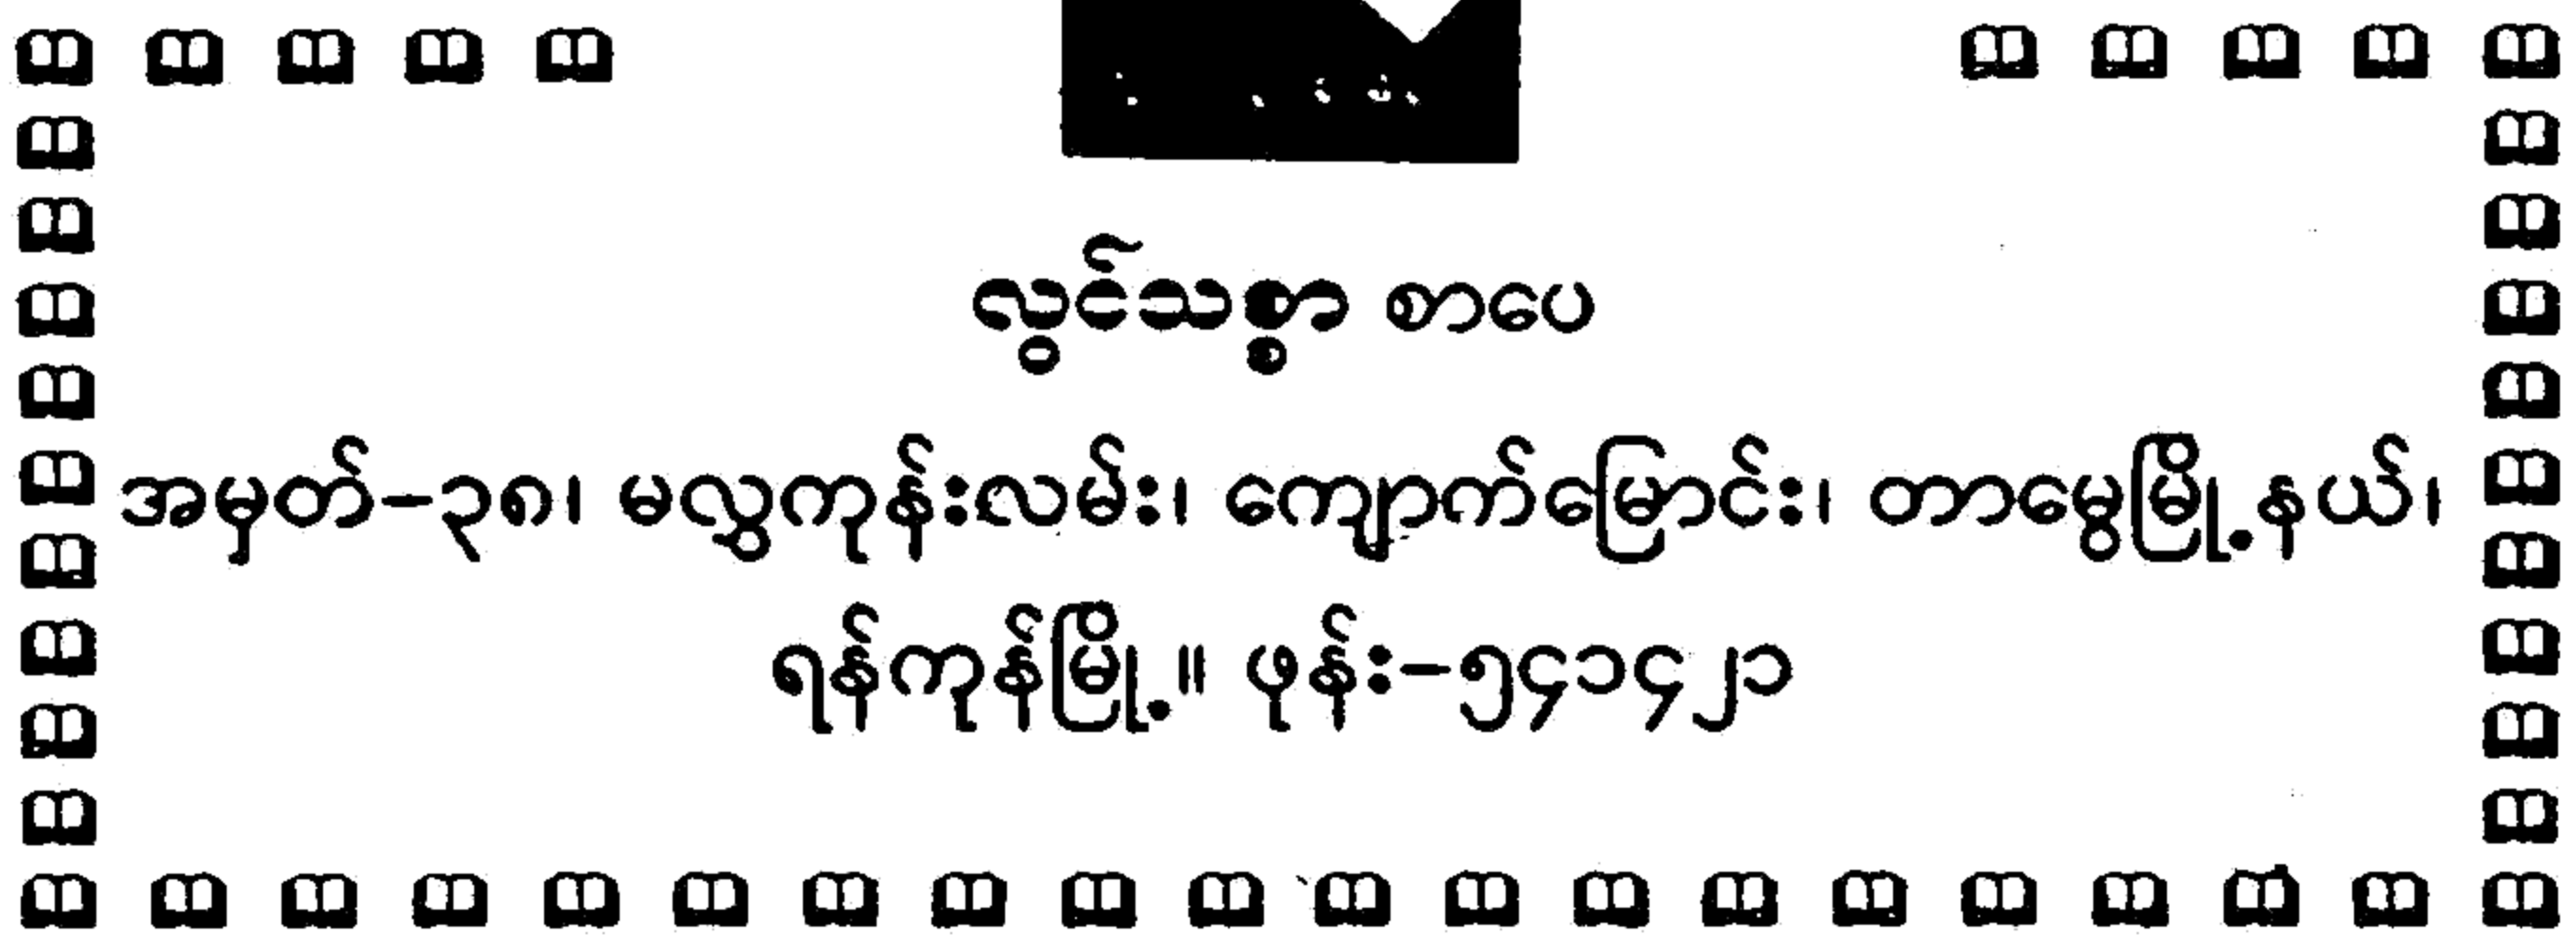 လွင်သစ္စာ စာပေ
အမှတ်-၃၈၊ မလွှကုန်းလမ်း၊ ကျောက်မြောင်း၊ တာမွေမြို့နယ်၊
ရန်ကုန်မြို့။ ဖုန်း-၅၄၁၄၂၁